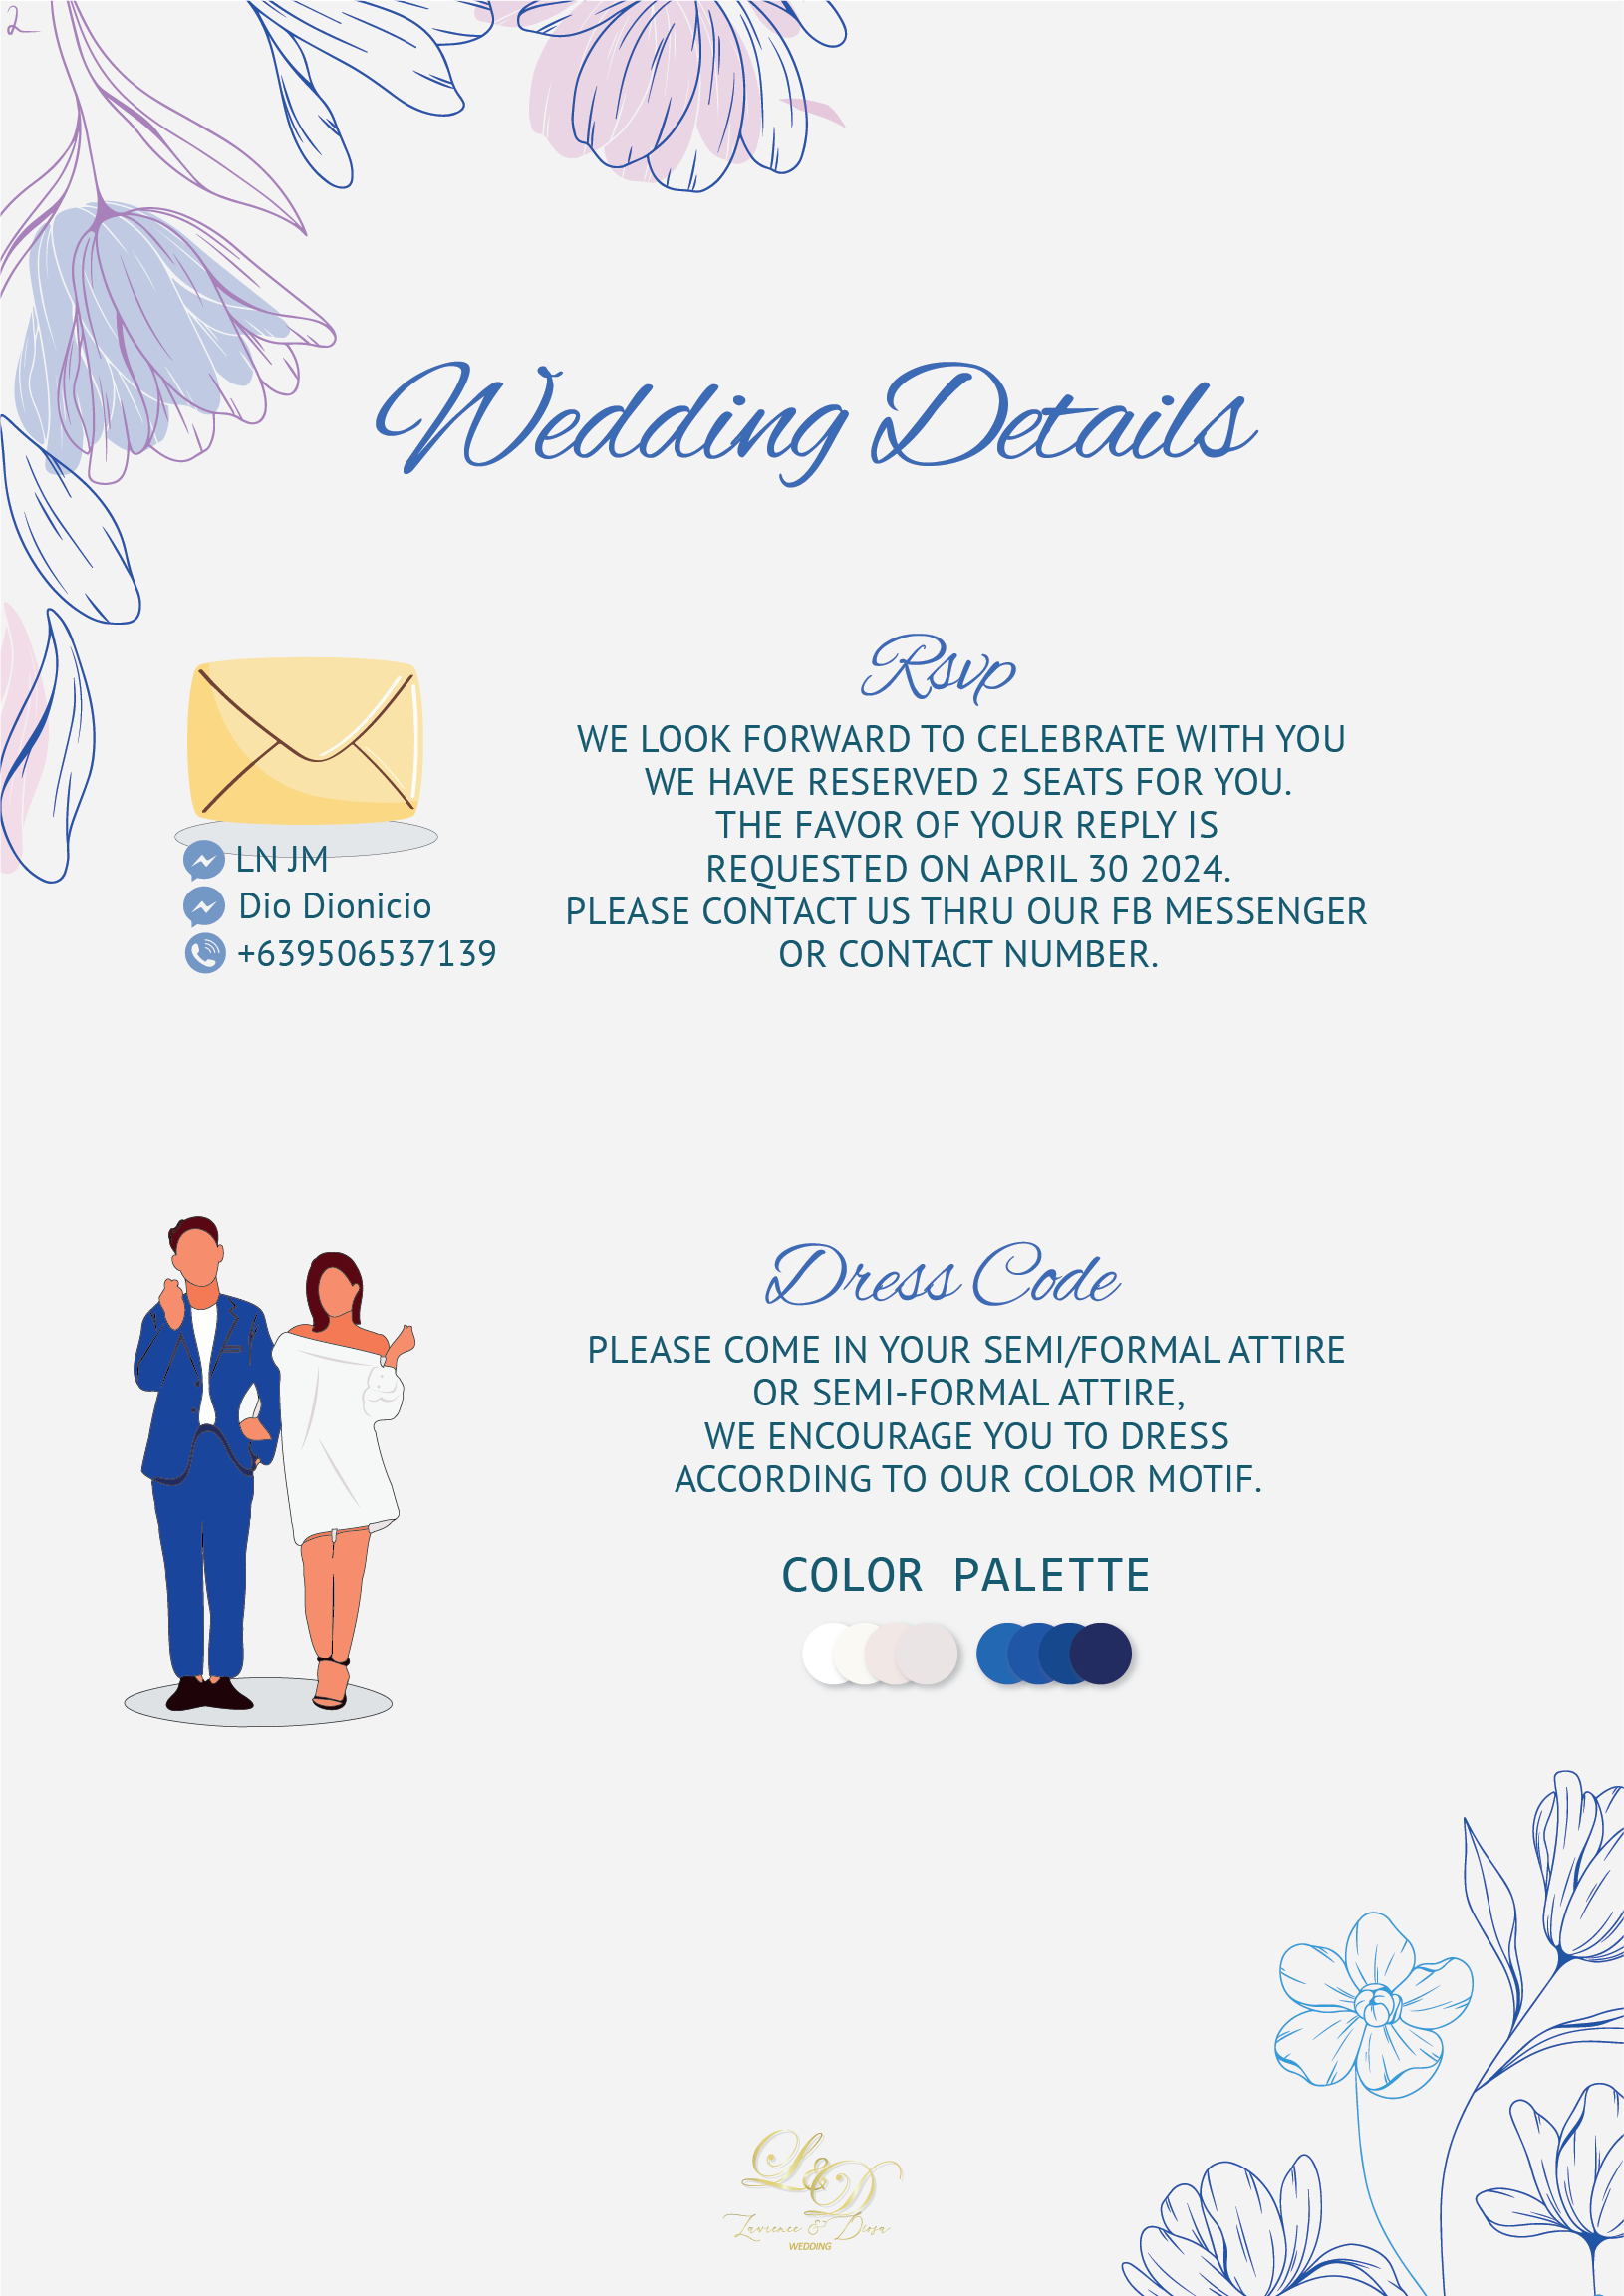 2
Wedding Details
Rsvp
WE LOOK FORWARD TO CELEBRATE WITH YOU
WE HAVE RESERVED 2 SEATS FOR YOU.
THE FAVOR OF YOUR REPLY IS
REQUESTED ON APRIL 30 2024.
PLEASE CONTACT US THRU OUR FB MESSENGER
OR CONTACT NUMBER.
LN JM
Dio Dionicio
+639506537139
Dress Code
PLEASE COME IN YOUR SEMI/FORMAL ATTIRE
OR SEMI-FORMAL ATTIRE,
WE ENCOURAGE YOU TO DRESS
ACCORDING TO OUR COLOR MOTIF.
COLOR PALETTE
L&D
Lawrence & Diosa
WEDDING